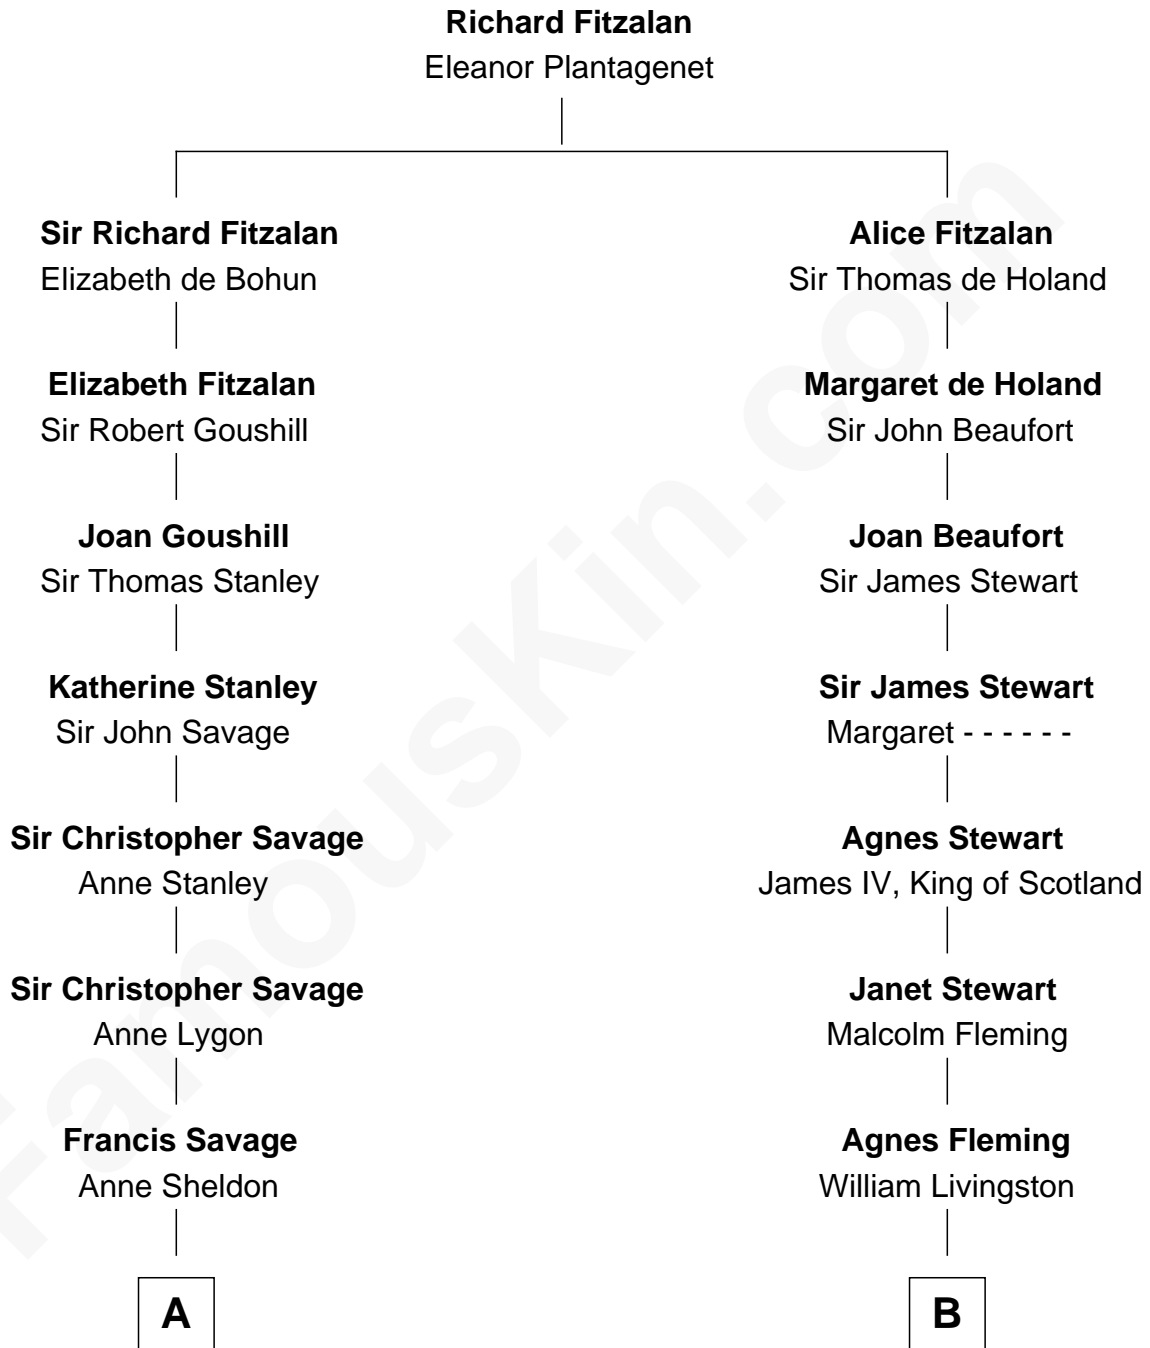 Richard Fitzalan
Eleanor Plantagenet
Sir Richard Fitzalan
Elizabeth de Bohun
Alice Fitzalan
Sir Thomas de Holand
Elizabeth Fitzalan
Sir Robert Goushill
Margaret de Holand
Sir John Beaufort
Joan Goushill
Sir Thomas Stanley
Joan Beaufort
Sir James Stewart
Katherine Stanley
Sir John Savage
Sir James Stewart
Margaret - - - - - -
Sir Christopher Savage
Anne Stanley
Agnes Stewart
James IV, King of Scotland
Sir Christopher Savage
Anne Lygon
Janet Stewart
Malcolm Fleming
Francis Savage
Anne Sheldon
Agnes Fleming
William Livingston
A
B
FamousKin.com